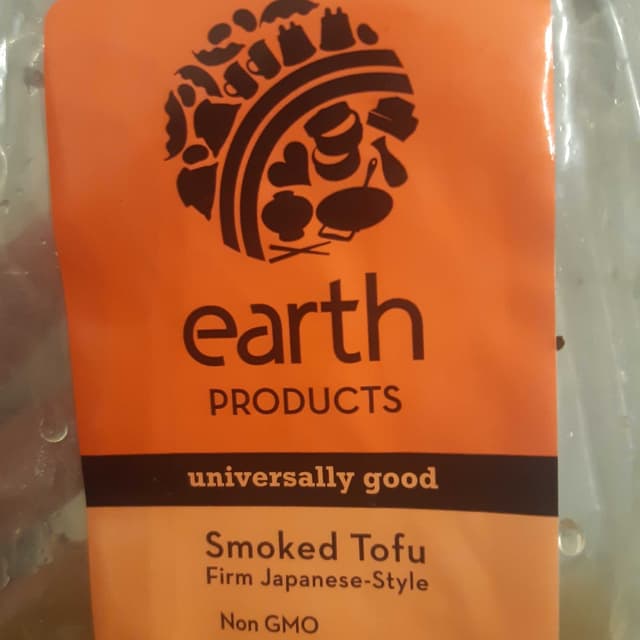 earth
PRODUCTS
universally good
Smoked Tofu
Firm Japanese-Style
Non GMO